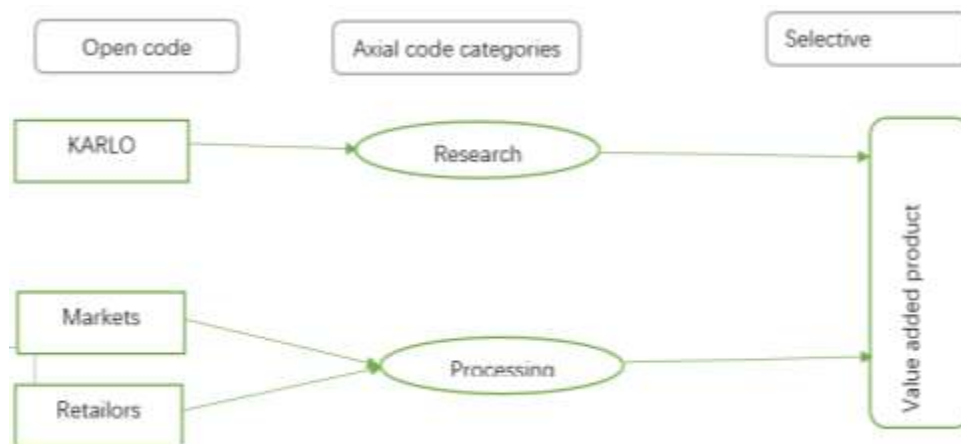 Open code
Axial code categories
Selective
KARLO
Research
Value added product
Markets
Processing
Retailors